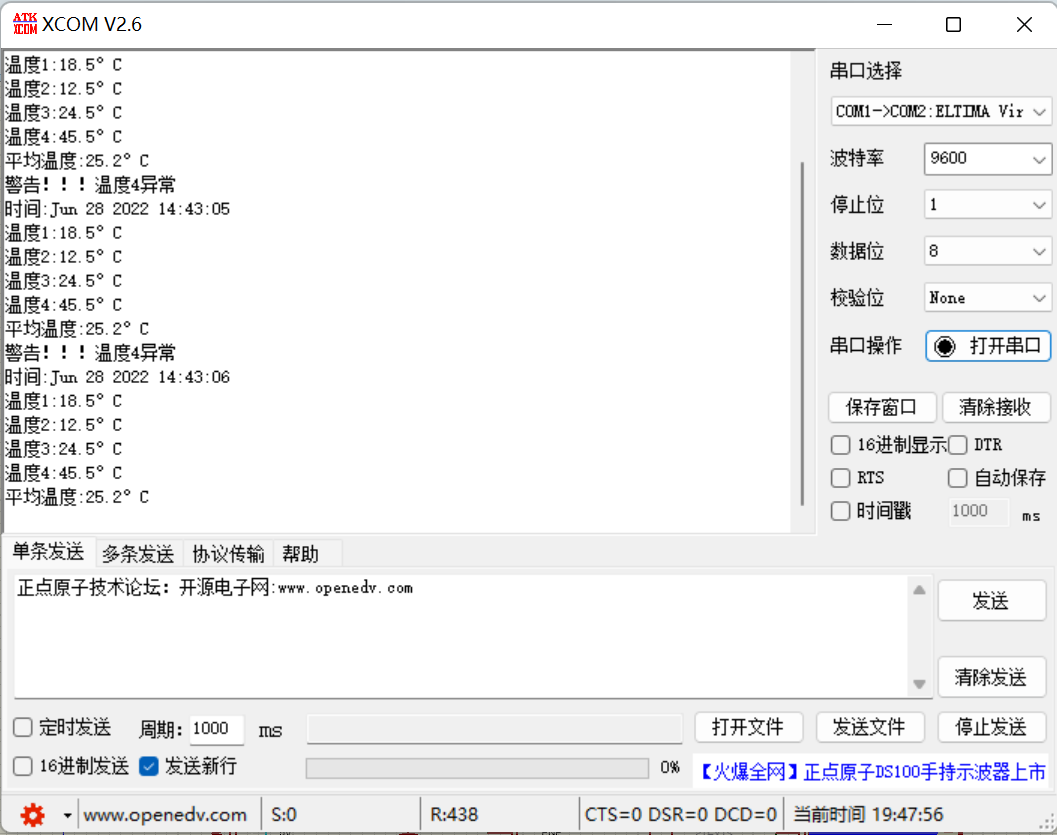 ATK XCOM XCOM V2.6
温度1:18.5° C
温度2:12.5° C
温度3:24.5° C
温度4:45.5° C
平均温度:25.2° C
警告!!!温度4异常
时间:Jun 28 2022 14:43:05
温度1:18.5° C
温度2:12.5° C
温度3:24.5° C
温度4:45.5° C
平均温度:25.2° C
警告!!!温度4异常
时间:Jun 28 2022 14:43:06
温度1:18.5° C
温度2:12.5° C
温度3:24.5° C
温度4:45.5° C
平均温度:25.2° C
串口选择
COM1->COM2:ELTIMA Vir
波特率 9600
停止位 1
数据位 8
校验位 None
串口操作 打开串口
保存窗口 清除接收
16进制显示 DTR
RTS 自动保存
时间戳 1000 ms
单条发送 多条发送 协议传输 帮助
正点原子技术论坛：开源电子网:www.openedv.com
发送
清除发送
定时发送 周期: 1000 ms 打开文件 发送文件 停止发送
16进制发送 发送新行 0% 【火爆全网】正点原子DS100手持示波器上市
www.openedv.com S:0 R:438 CTS=0 DSR=0 DCD=0 当前时间 19:47:56